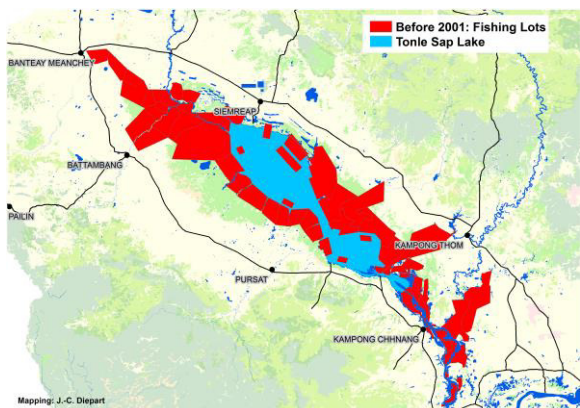 Before 2001: Fishing Lots
Tonle Sap Lake
BANTEAY MEANCHEY
SIEMREAP
BATTAMBANG
PAILIN
KAMPONG THOM
PURSAT
KAMPONG CHHNANG
Mapping: J.-C. Diepart